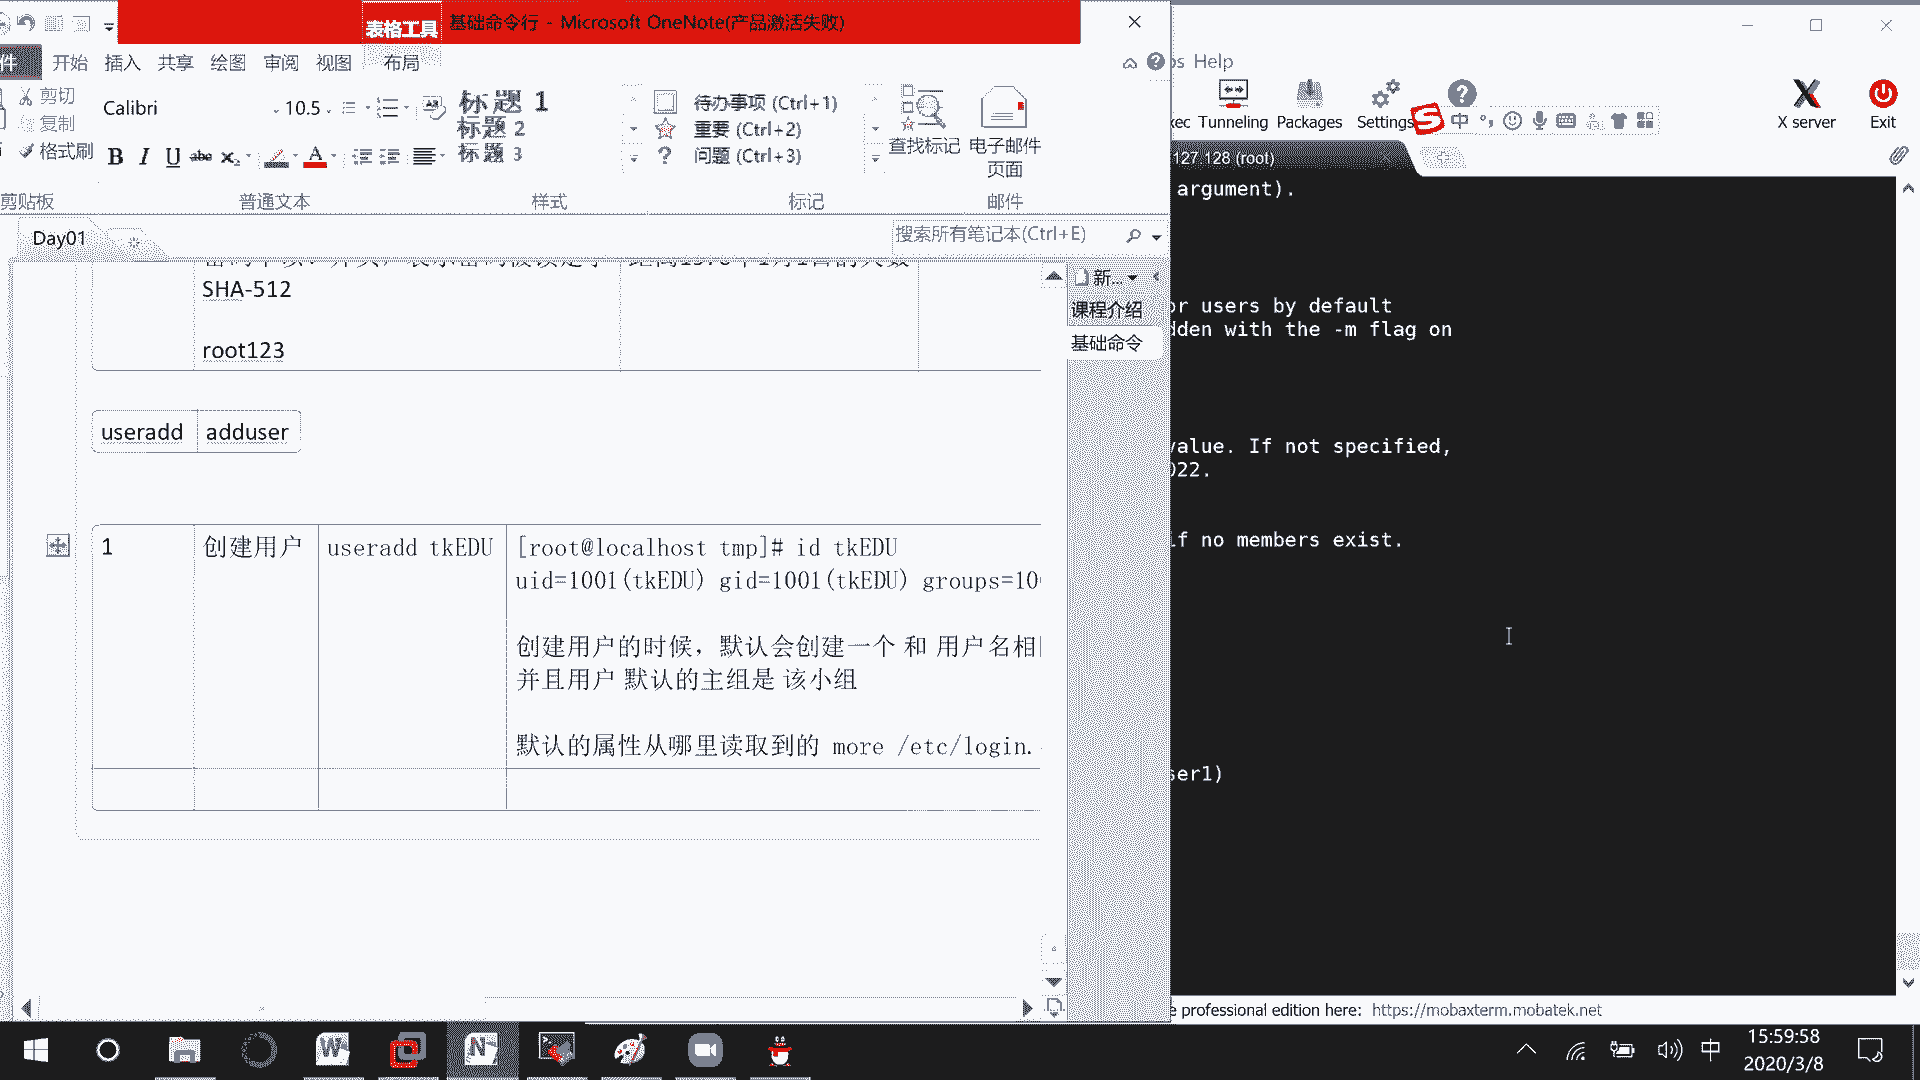 表格工具
基础命令行 - Microsoft OneNote(产品激活失败)
件 开始 插入 共享 绘图 审阅 视图 布局
剪切
复制
格式刷
剪贴板
Calibri 10.5
B I U abc x₂ A
普通文本
标题 1
标题 2
标题 3
样式
待办事项 (Ctrl+1)
重要 (Ctrl+2)
问题 (Ctrl+3)
标记
查找标记
电子邮件
页面
邮件
Day01
搜索所有笔记本(Ctrl+E)
新...
课程介绍
基础命令
SHA-512
root123
useradd adduser
1 创建用户 useradd tkEDU [root@localhost tmp]# id tkEDU
uid=1001(tkEDU) gid=1001(tkEDU) groups=10
创建用户的时候，默认会创建一个 和 用户名相
并且用户 默认的主组是 该小组
默认的属性从哪里读取到的 more /etc/login.
Help
Tunneling Packages Settings
中
X server Exit
127 128 (root)
argument).
or users by default
dden with the -m flag on
value. If not specified,
022.
if no members exist.
ser1)
professional edition here: https://mobaxterm.mobatek.net
中
15:59:58
2020/3/8